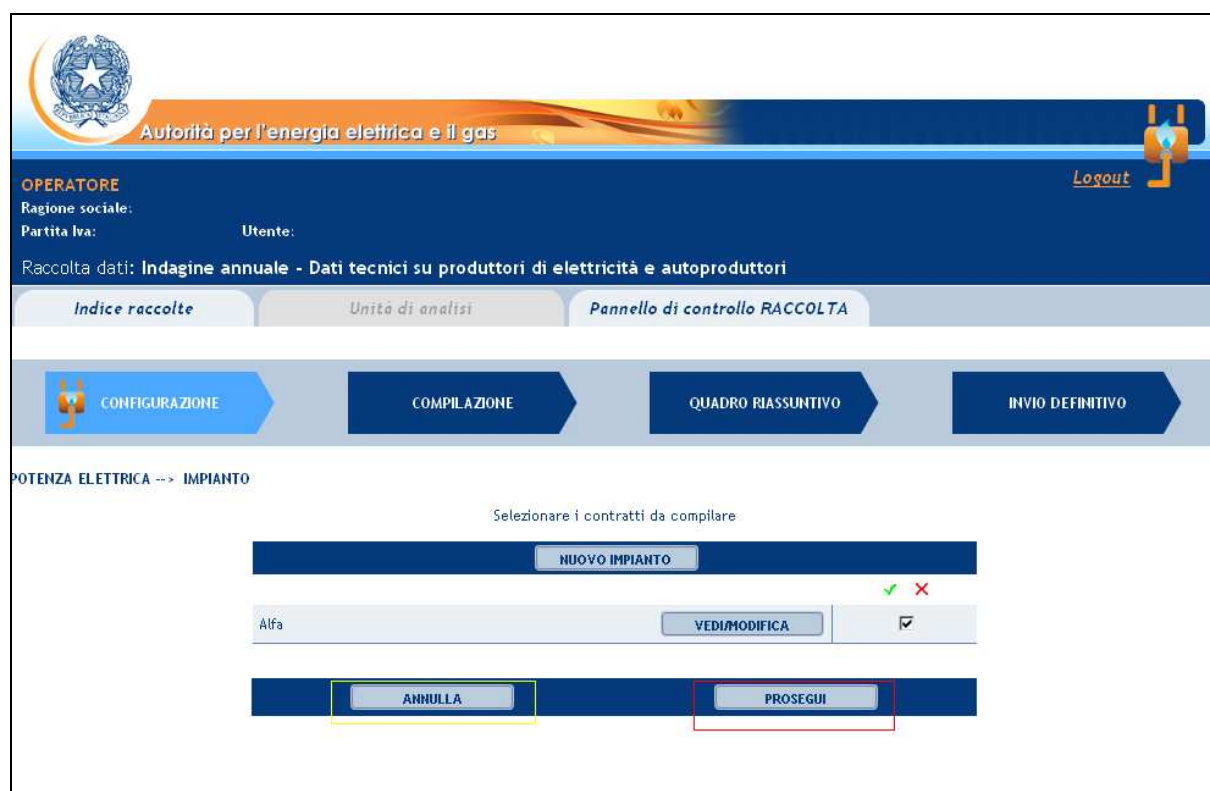 Autorità per l'energia elettrica e il gas
Logout
OPERATORE
Ragione sociale:
Partita Iva: Utente:
Raccolta dati: Indagine annuale - Dati tecnici su produttori di elettricità e autoproduttori
Indice raccolte Unità di analisi Pannello di controllo RACCOLTA
CONFIGURAZIONE COMPILAZIONE QUADRO RIASSUNTIVO INVIO DEFINITIVO
POTENZA ELETTRICA --> IMPIANTO
Selezionare i contratti da compilare
NUOVO IMPIANTO
Alfa VEDI/MODIFICA
ANNULLA PROSEGUI